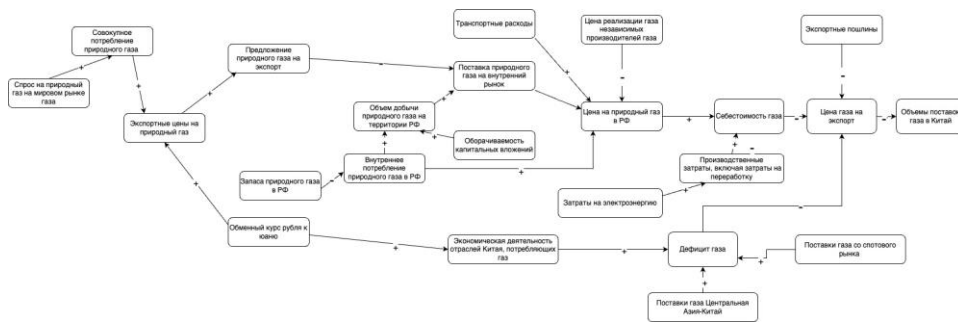 Совокупное
потребление
природного газа
Спрос на природный
газ на мировом рынке
газа
Экспортные цены на
природный газ
Предложение
природного газа на
экспорт
Транспортные расходы
Цена реализации газа
независимых
производителей газа
Экспортные пошлины
Поставка природного
газа на внутренний
рынок
Объем добычи
природного газа на
территории РФ
Оборачиваемость
капитальных вложений
Цена на природный газ
в РФ
Себестоимость газа
Цена газа на
экспорт
Объемы поставок
газа в Китай
Внутреннее
потребление
природного газа в РФ
Запаса природного газа
в РФ
Производственные
затраты, включая затраты на
переработку
Затраты на электроэнергию
Обменный курс рубля к
юаню
Экономическая деятельность
отраслей Китая, потребляющих
газ
Дефицит газа
Поставки газа со спотового
рынка
Поставки газа Центральная
Азия-Китай